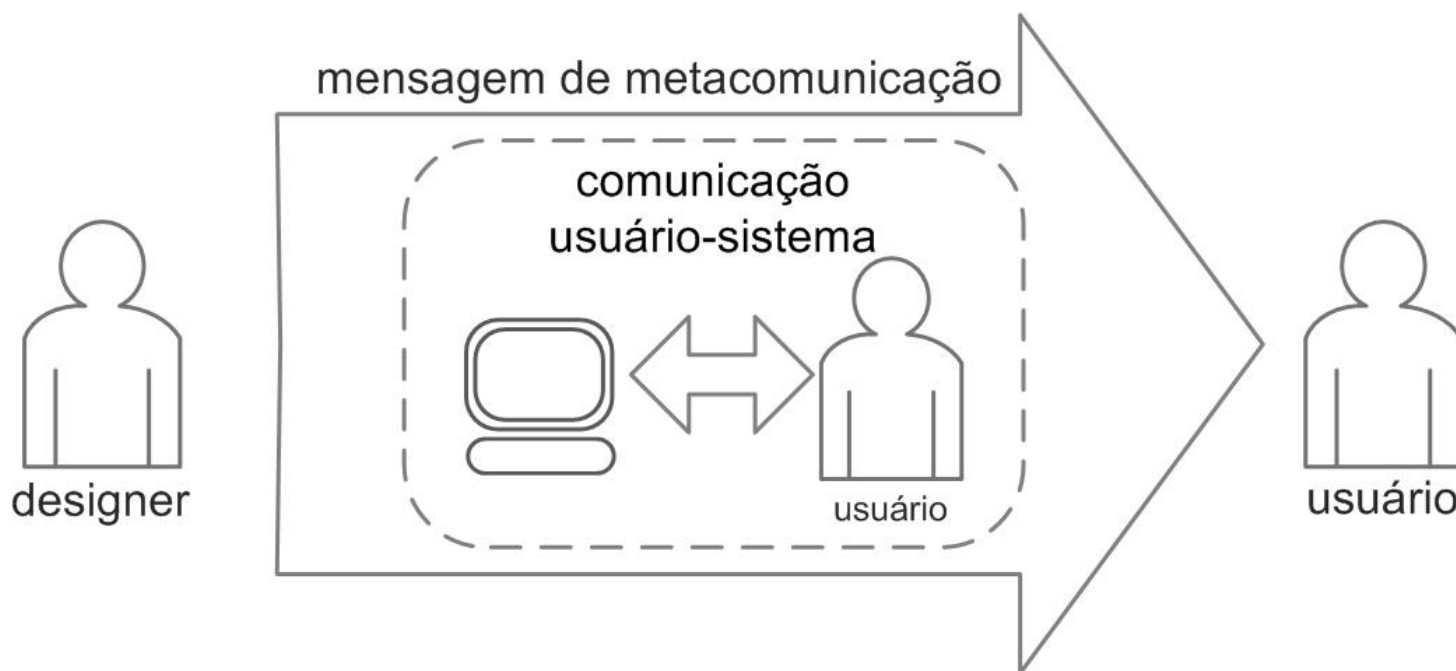 mensagem de metacomunicação
comunicação
usuário-sistema
usuário
designer
usuário